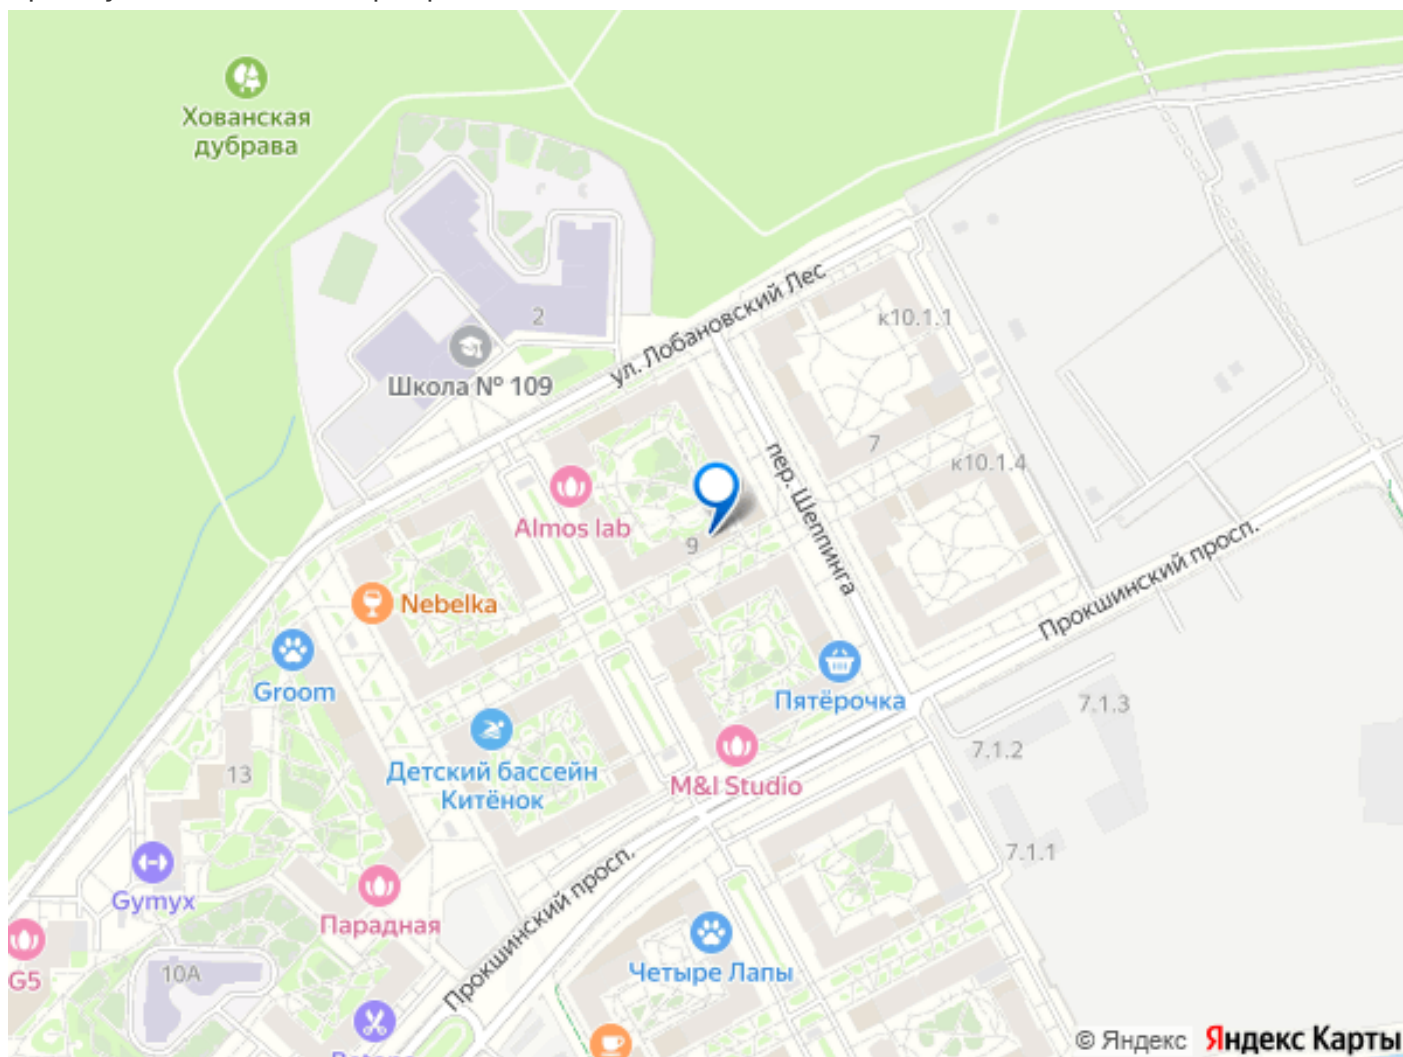 Хованская
дубрава
2
Школа № 109
ул. Лобановский Лес
к10.1.1
7
к10.1.4
пер. Шеппинга
Almos lab
9
Прокшинский просп.
Nebelka
Groom
Пятёрочка
7.1.3
7.1.2
7.1.1
13
Детский бассейн
Китёнок
M&I Studio
Прокшинский просп.
Gymyx
Парадная
G5
10А
Четыре Лапы
© Яндекс Яндекс Карты